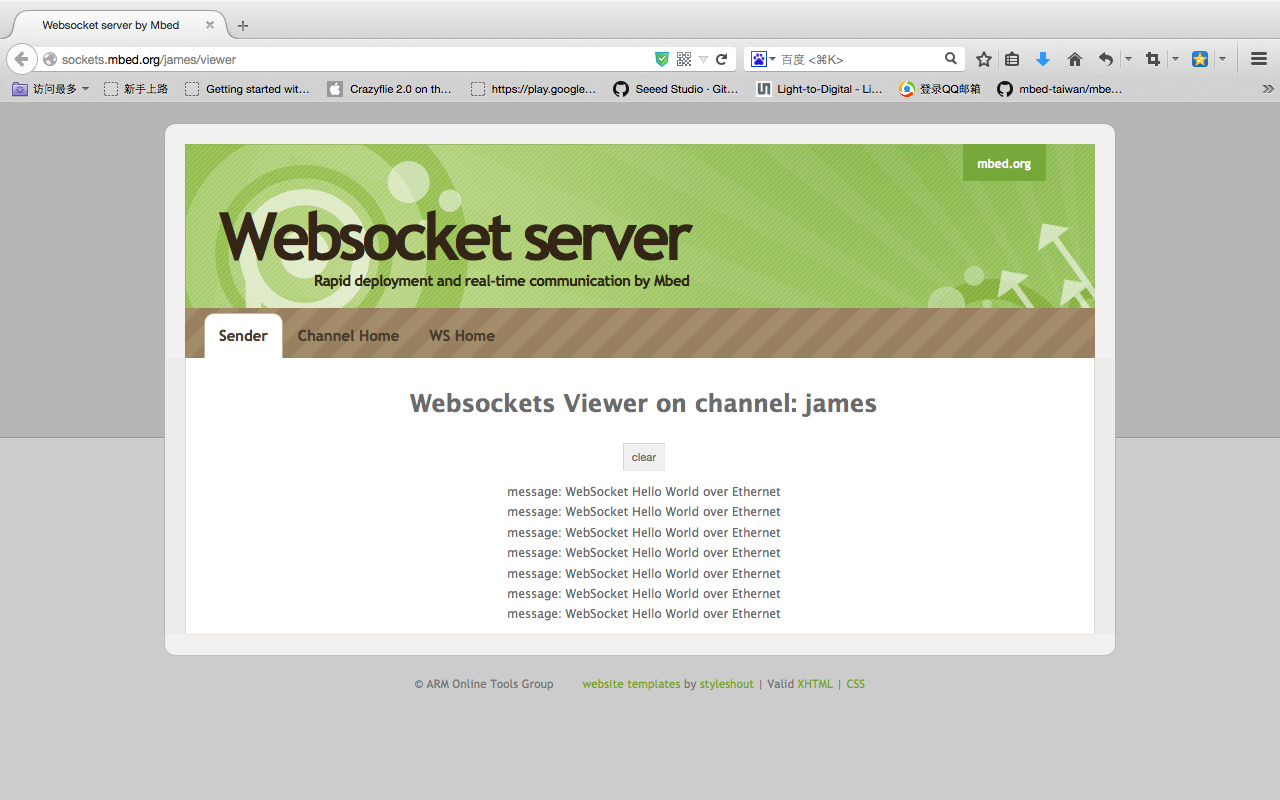 Websocket server by Mbed
sockets.mbed.org/james/viewer
百度 <⌘K>
访问最多
新手上路
Getting started wit...
Crazyflie 2.0 on th...
https://play.google...
Seeed Studio · Git...
Light-to-Digital - Li...
登录QQ邮箱
mbed-taiwan/mbe...
mbed.org
Websocket server
Rapid deployment and real-time communication by Mbed
Sender
Channel Home
WS Home
Websockets Viewer on channel: james
clear
message: WebSocket Hello World over Ethernet
message: WebSocket Hello World over Ethernet
message: WebSocket Hello World over Ethernet
message: WebSocket Hello World over Ethernet
message: WebSocket Hello World over Ethernet
message: WebSocket Hello World over Ethernet
message: WebSocket Hello World over Ethernet
© ARM Online Tools Group website templates by styleshout | Valid XHTML | CSS